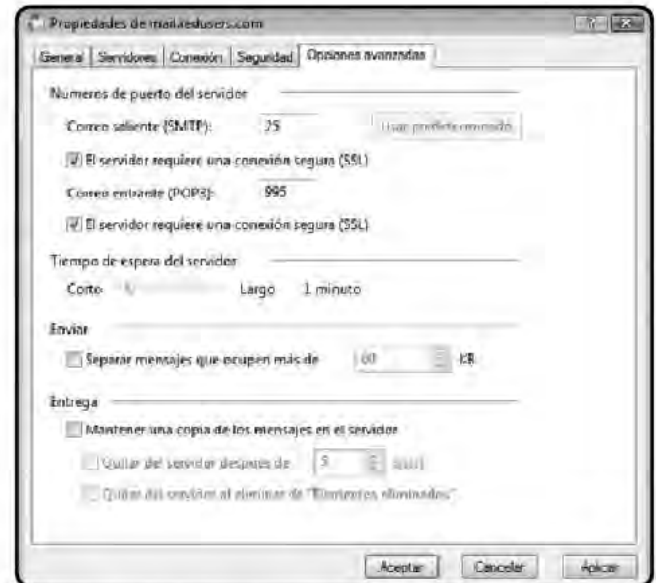 Propiedades de mariaedusers.com
General Servidores Conexión Seguridad Opciones avanzadas
Números de puerto del servidor
Correo saliente (SMTP): 25 Usar predeterminado
El servidor requiere una conexión segura (SSL)
Correo entrante (POP3): 995
El servidor requiere una conexión segura (SSL)
Tiempo de espera del servidor
Corto Largo 1 minuto
Enviar
Separar mensajes que ocupen más de 60 KB
Entrega
Mantener una copia de los mensajes en el servidor
Quitar del servidor después de 5
Quitar del servidor al eliminar de "Elementos eliminados"
Aceptar Cancelar Aplicar